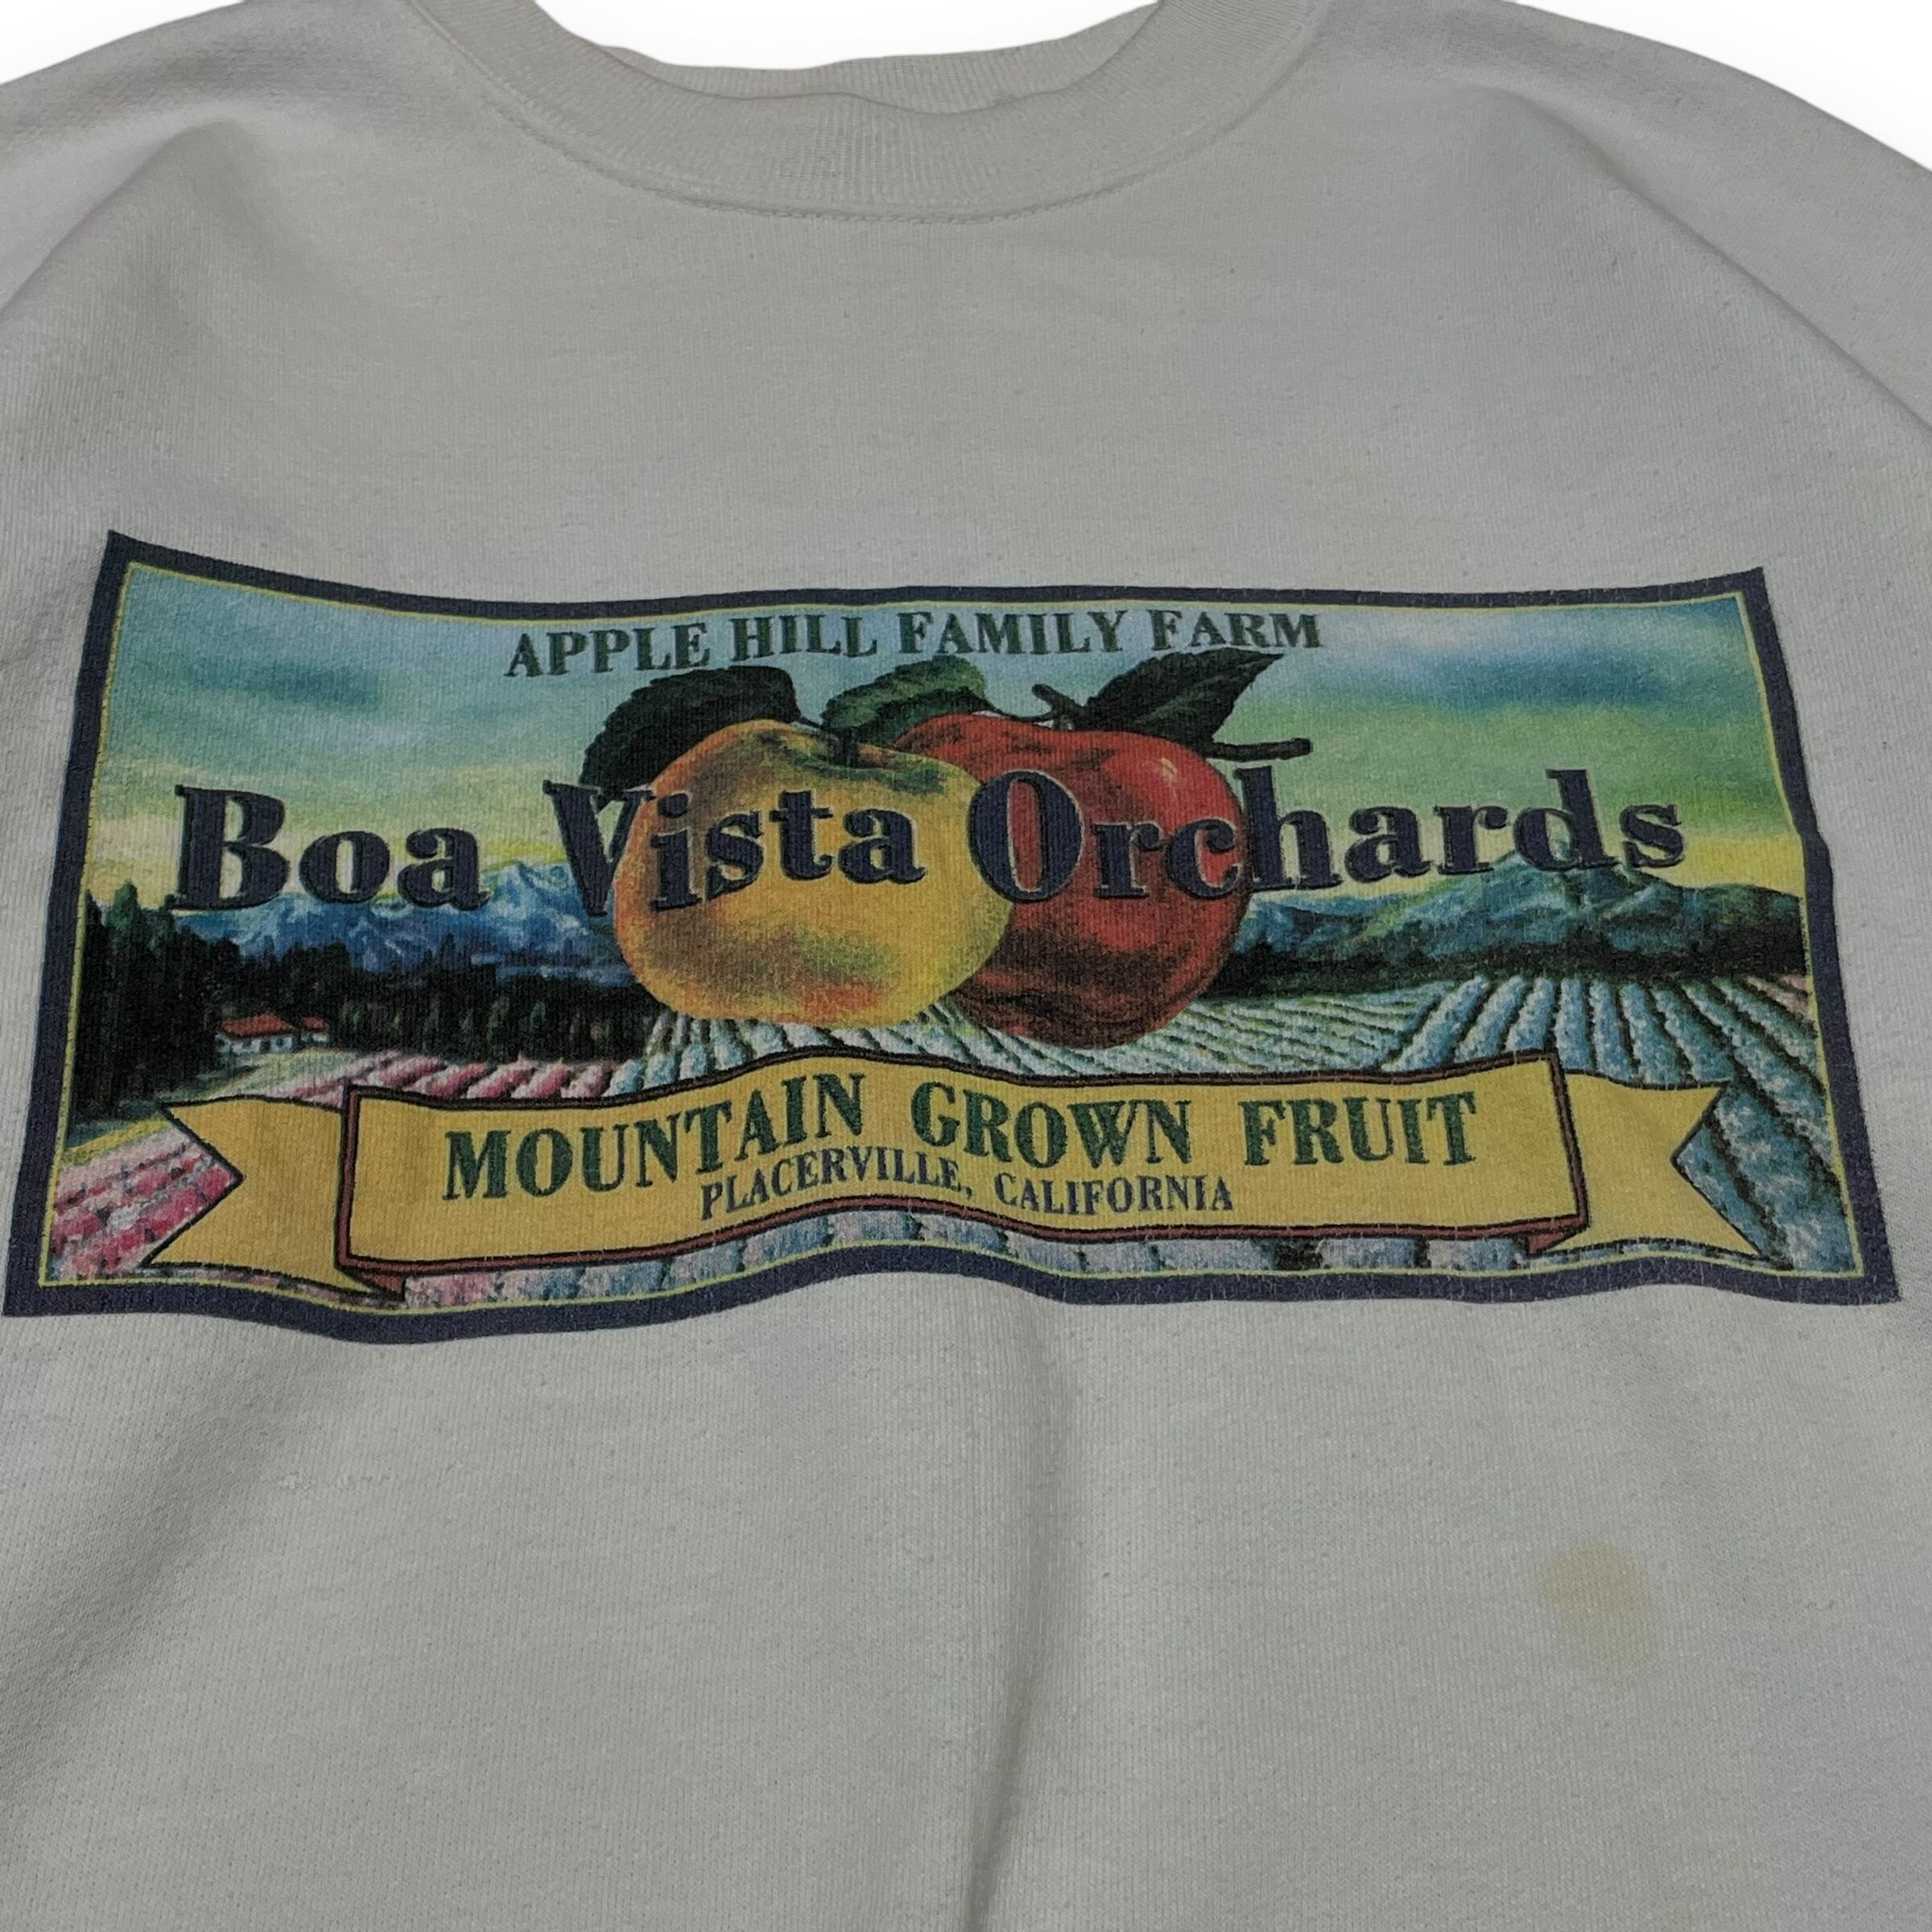 APPLE HILL FAMILY FARM
Boa Vista Orchards
MOUNTAIN GROWN FRUIT
PLACERVILLE, CALIFORNIA